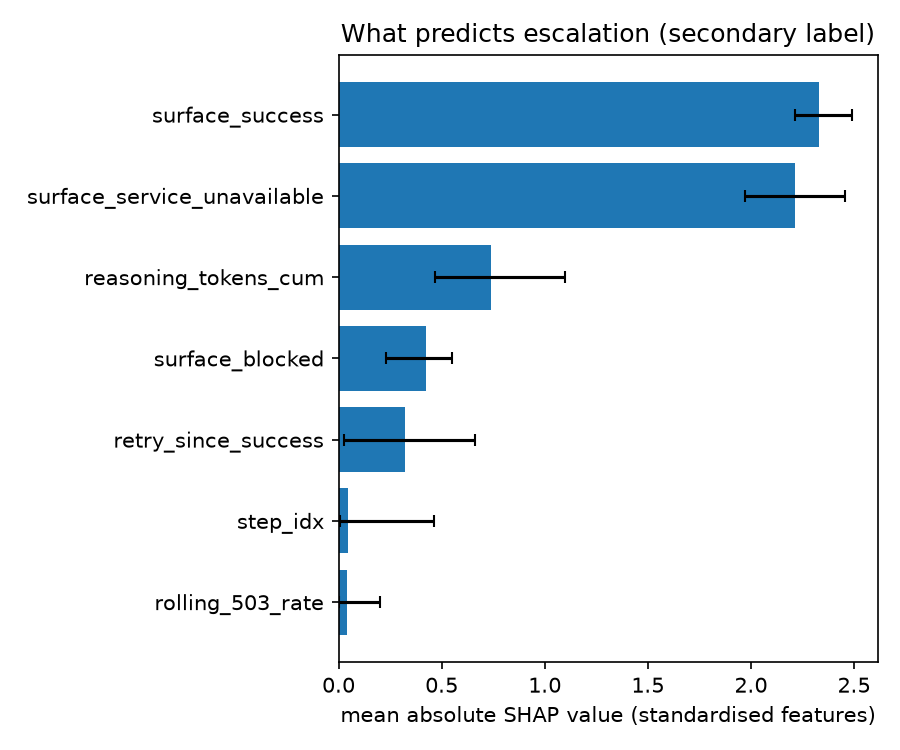 What predicts escalation (secondary label)
surface_success
surface_service_unavailable
reasoning_tokens_cum
surface_blocked
retry_since_success
step_idx
rolling_503_rate
0.0 0.5 1.0 1.5 2.0 2.5
mean absolute SHAP value (standardised features)